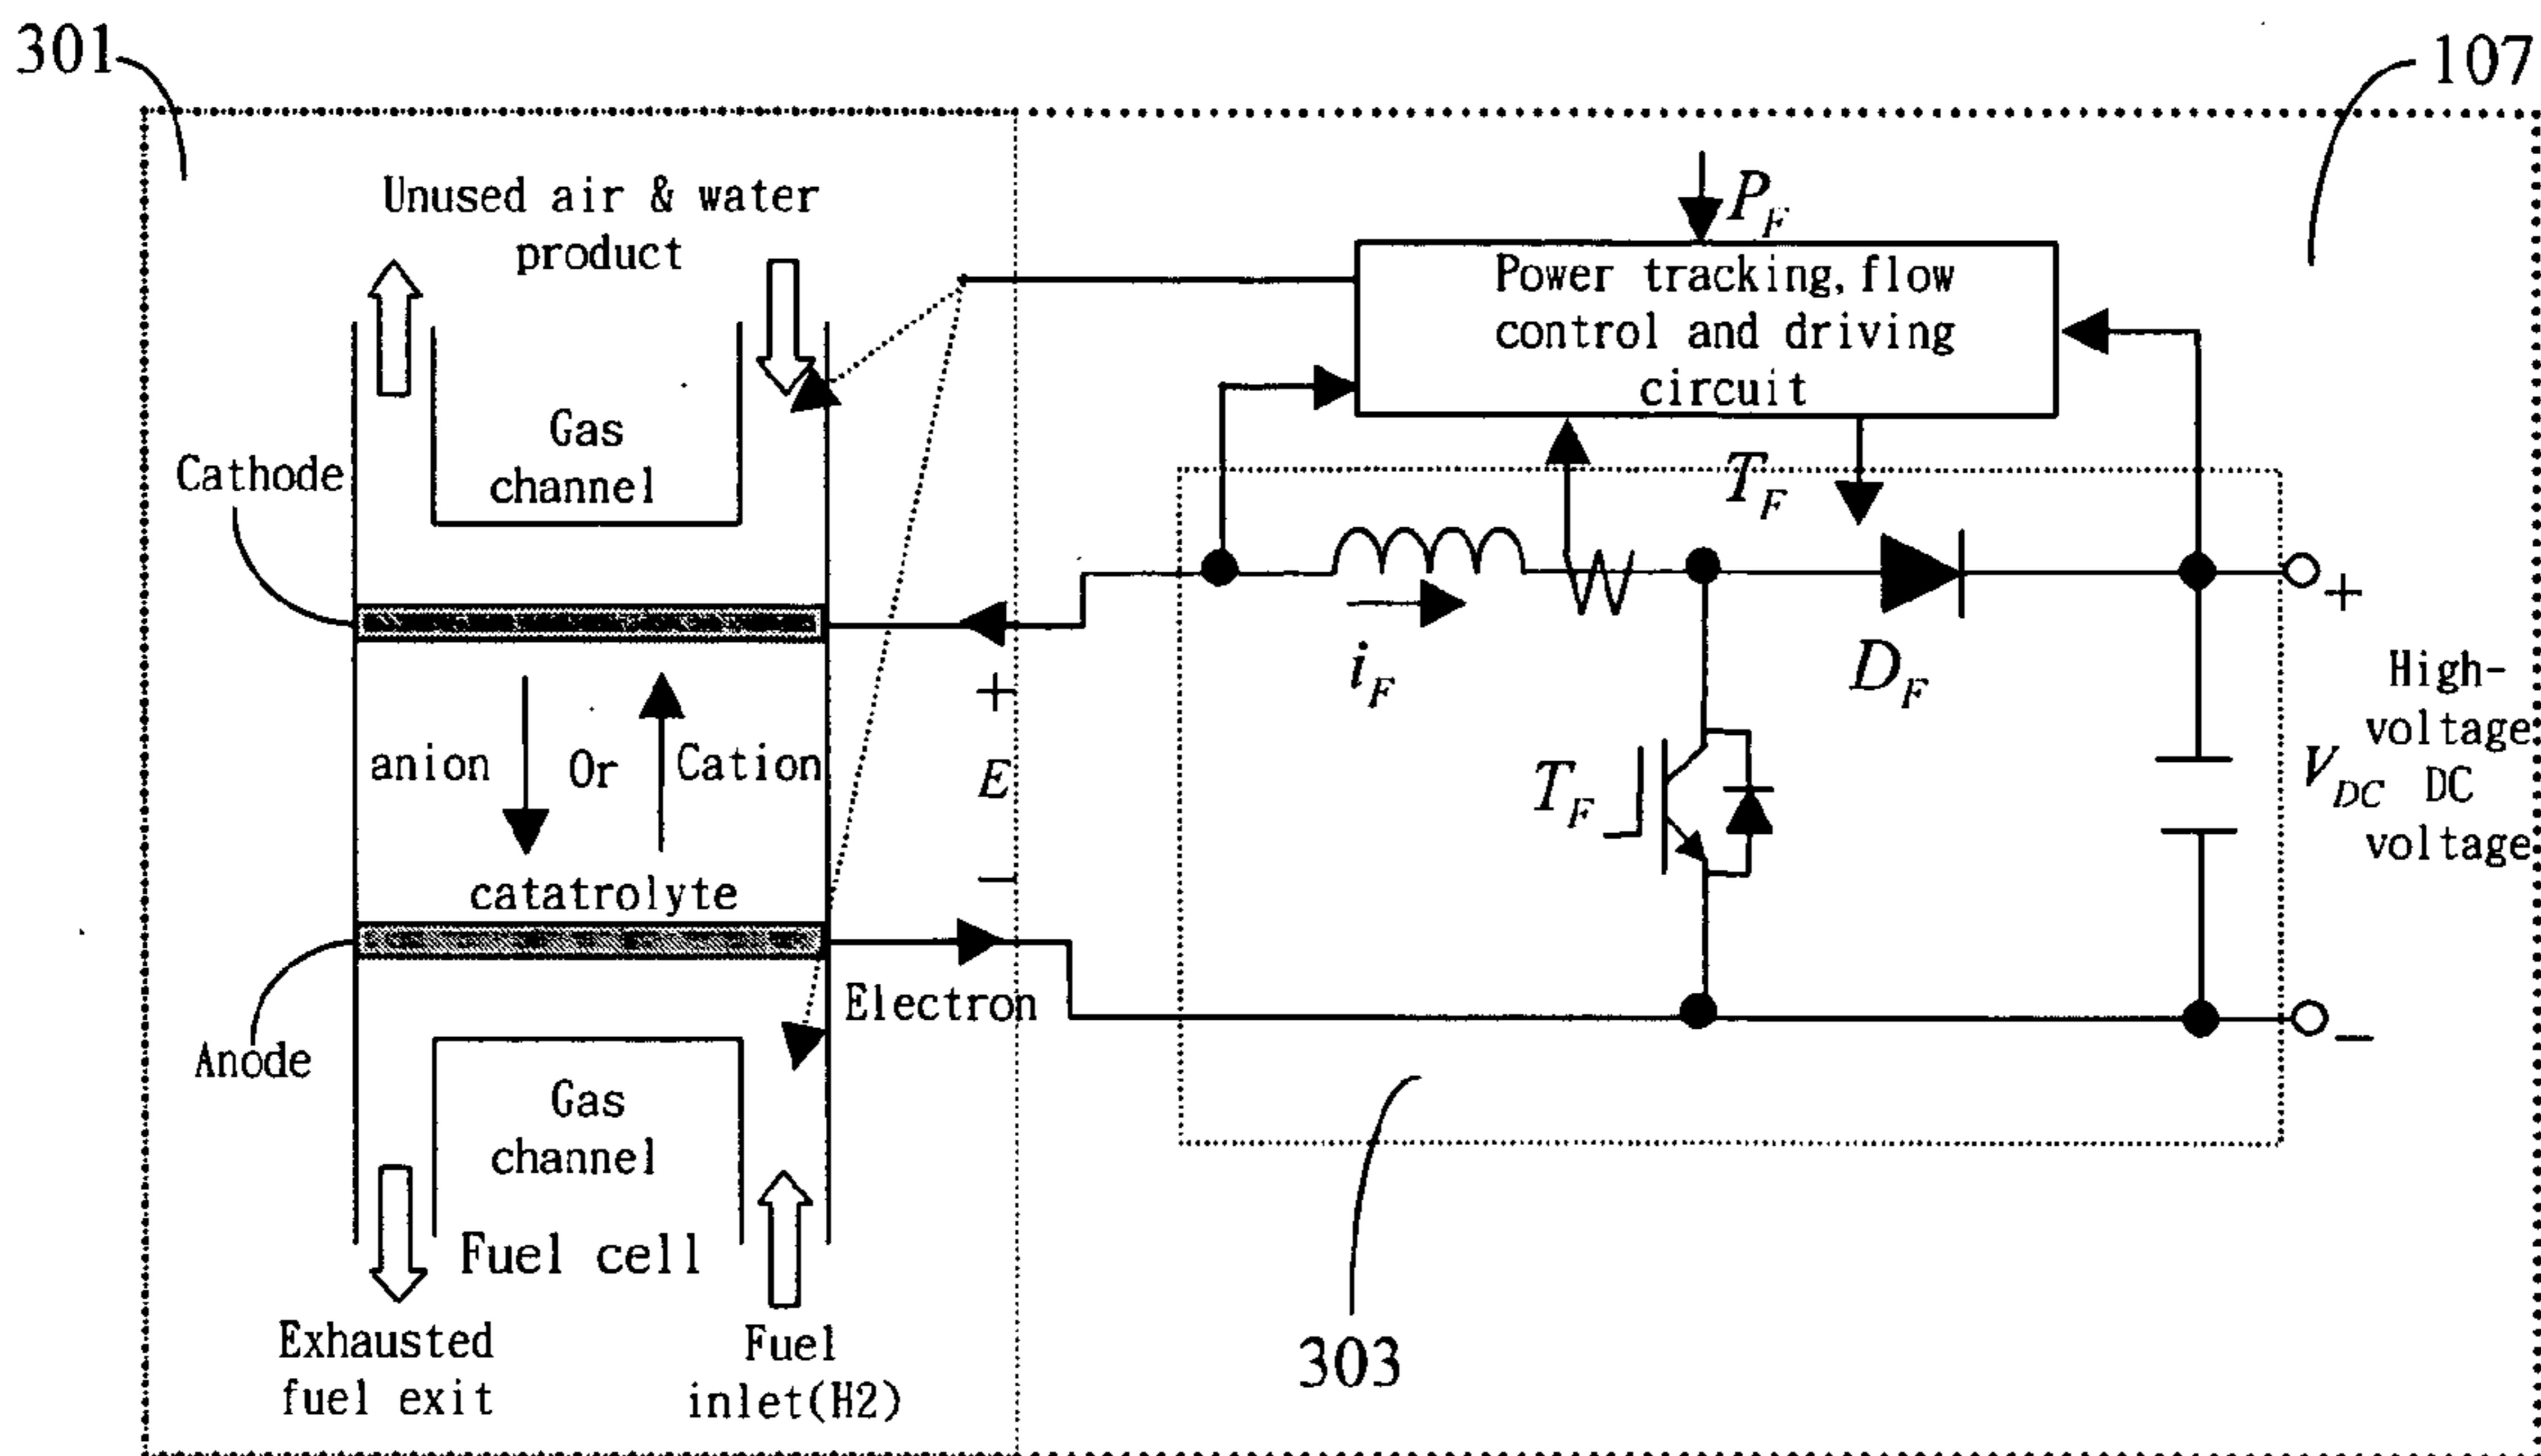 301
107
Unused air & water
product
P_F
Power tracking, flow
control and driving
circuit
Gas
channel
Cathode
T_F
i_F
D_F
+
+
High-
voltage
V_DC DC
voltage
anion Or Cation
E
T_F
−
catatrolyte
Electron
−
Anode
Gas
channel
Fuel cell
303
Exhausted
fuel exit
Fuel
inlet(H2)